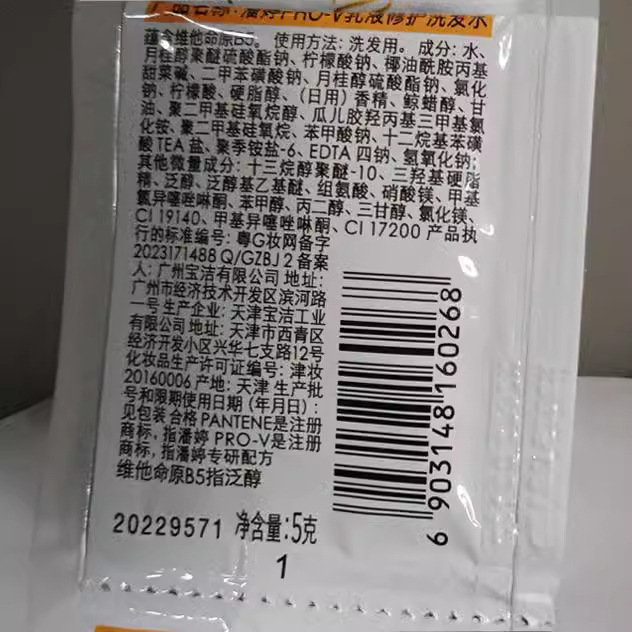 品名称:潘婷PRO-V乳液修护洗发水
蕴含维他命原B5。 使用方法: 洗发用。 成分: 水、
月桂醇聚醚硫酸酯钠、柠檬酸钠、椰油酰胺丙基
甜菜碱、二甲苯磺酸钠、月桂醇硫酸酯钠、氯化
钠、柠檬酸、硬脂醇、(日用) 香精、鲸蜡醇、甘
油、聚二甲基硅氧烷醇、瓜儿胶羟丙基三甲基氯
化铵、聚二甲基硅氧烷、苯甲酸钠、十二烷基苯磺
酸TEA 盐、聚季铵盐-6、EDTA 四钠、氢氧化钠;
其他微量成分: 十三烷醇聚醚-10、三羟基硬脂
精、泛醇、泛醇基乙基醚、组氨酸、硝酸镁、甲基
氯异噻唑啉酮、苯甲醇、丙二醇、三甘醇、氯化镁、
CI 19140、甲基异噻唑啉酮、CI 17200 产品执
行的标准编号: 粤G妆网备字
2023171488 Q/GZBJ 2 备案
人: 广州宝洁有限公司 地址:
广州市经济技术开发区滨河路
一号 生产企业: 天津宝洁工业
有限公司 地址: 天津市西青区
经济开发小区兴华七支路12号
化妆品生产许可证编号: 津妆
20160006 产地: 天津 生产批
号和限期使用日期 (年月日) :
见包装 合格 PANTENE是注册
商标, 指潘婷 PRO-V是注册
商标, 指潘婷专研配方
维他命原B5指泛醇
6 903148 160268
20229571 净含量:5克
1